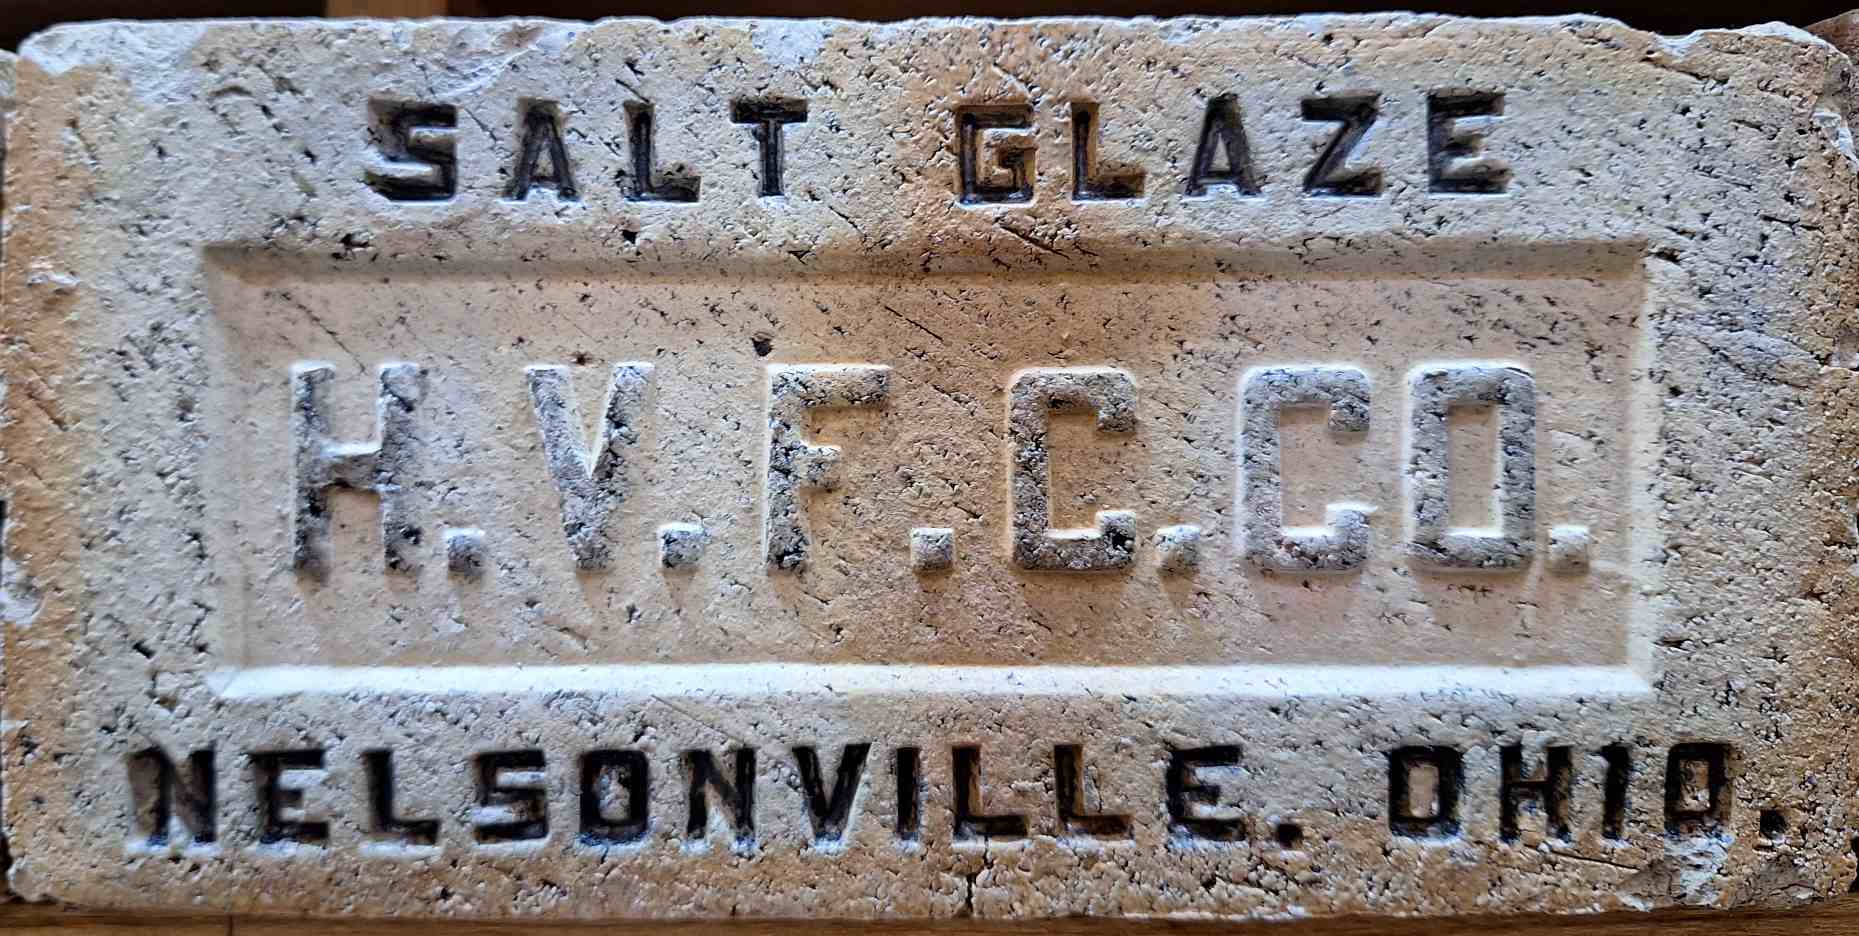 SALT GLAZE
H.V.F.C.CO.
NELSONVILLE. OHIO.